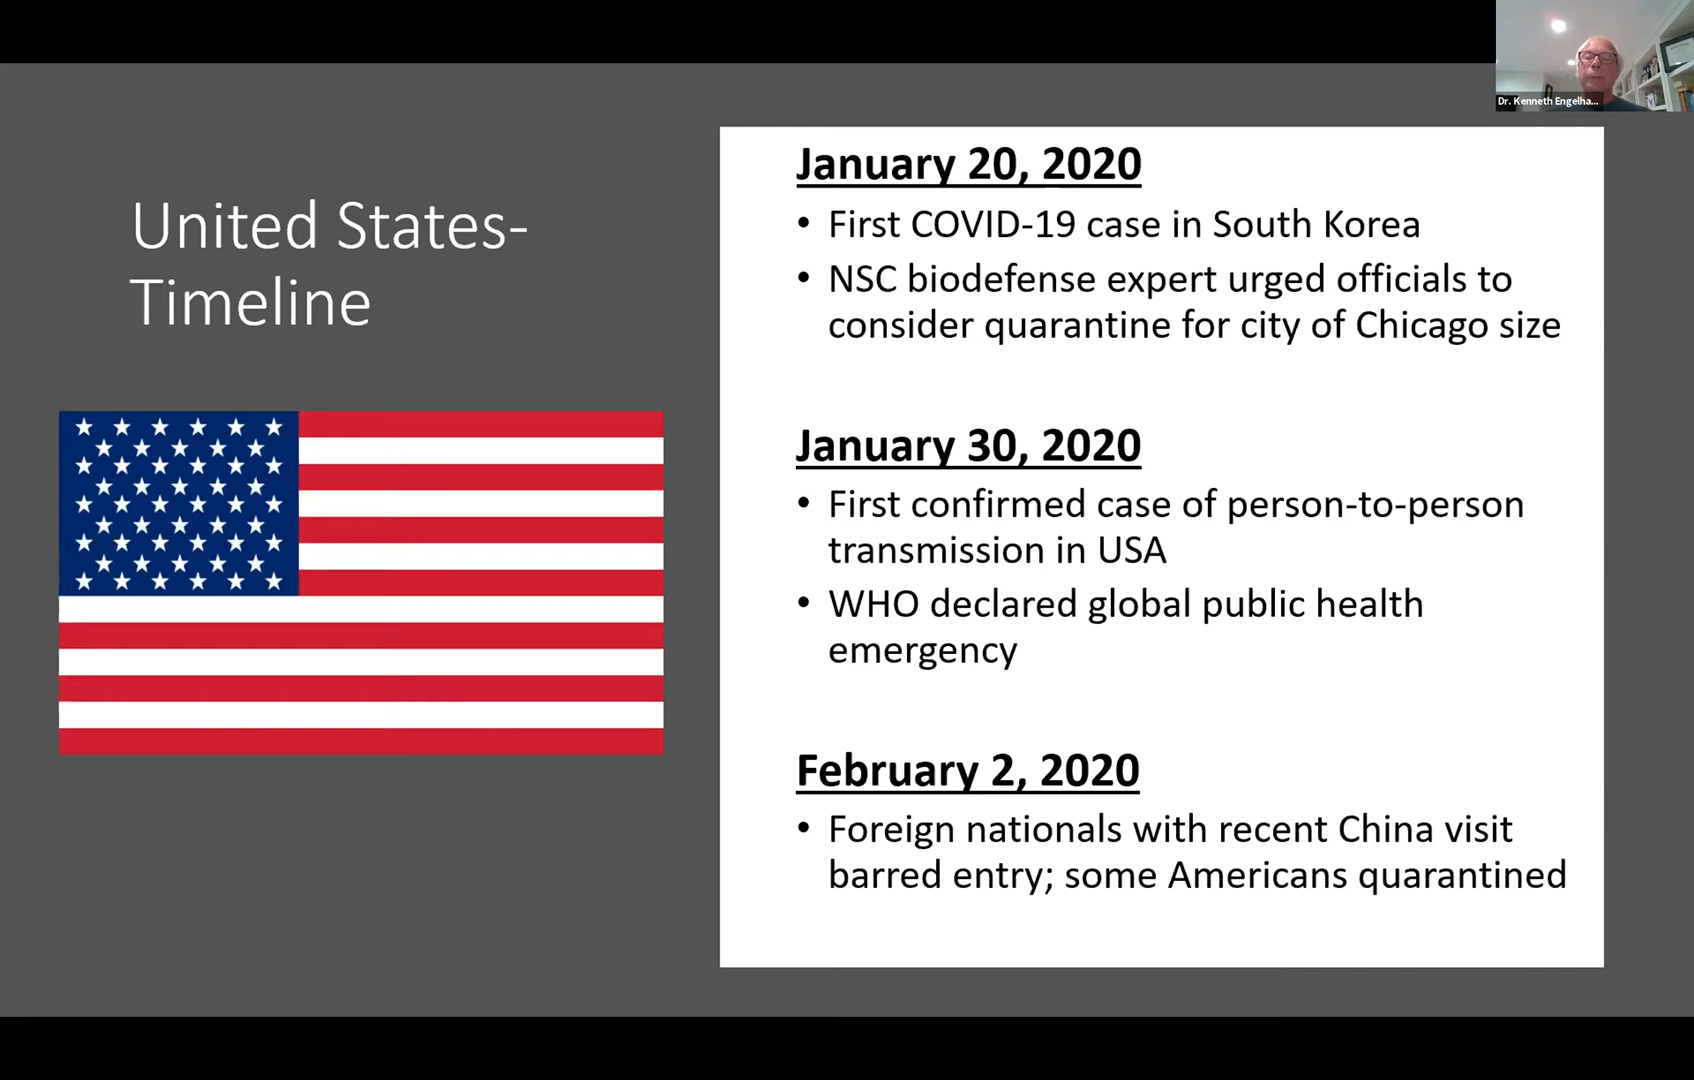 Dr. Kenneth Engelha...
United States-
Timeline
January 20, 2020
• First COVID-19 case in South Korea
• NSC biodefense expert urged officials to
consider quarantine for city of Chicago size
January 30, 2020
• First confirmed case of person-to-person
transmission in USA
• WHO declared global public health
emergency
February 2, 2020
• Foreign nationals with recent China visit
barred entry; some Americans quarantined